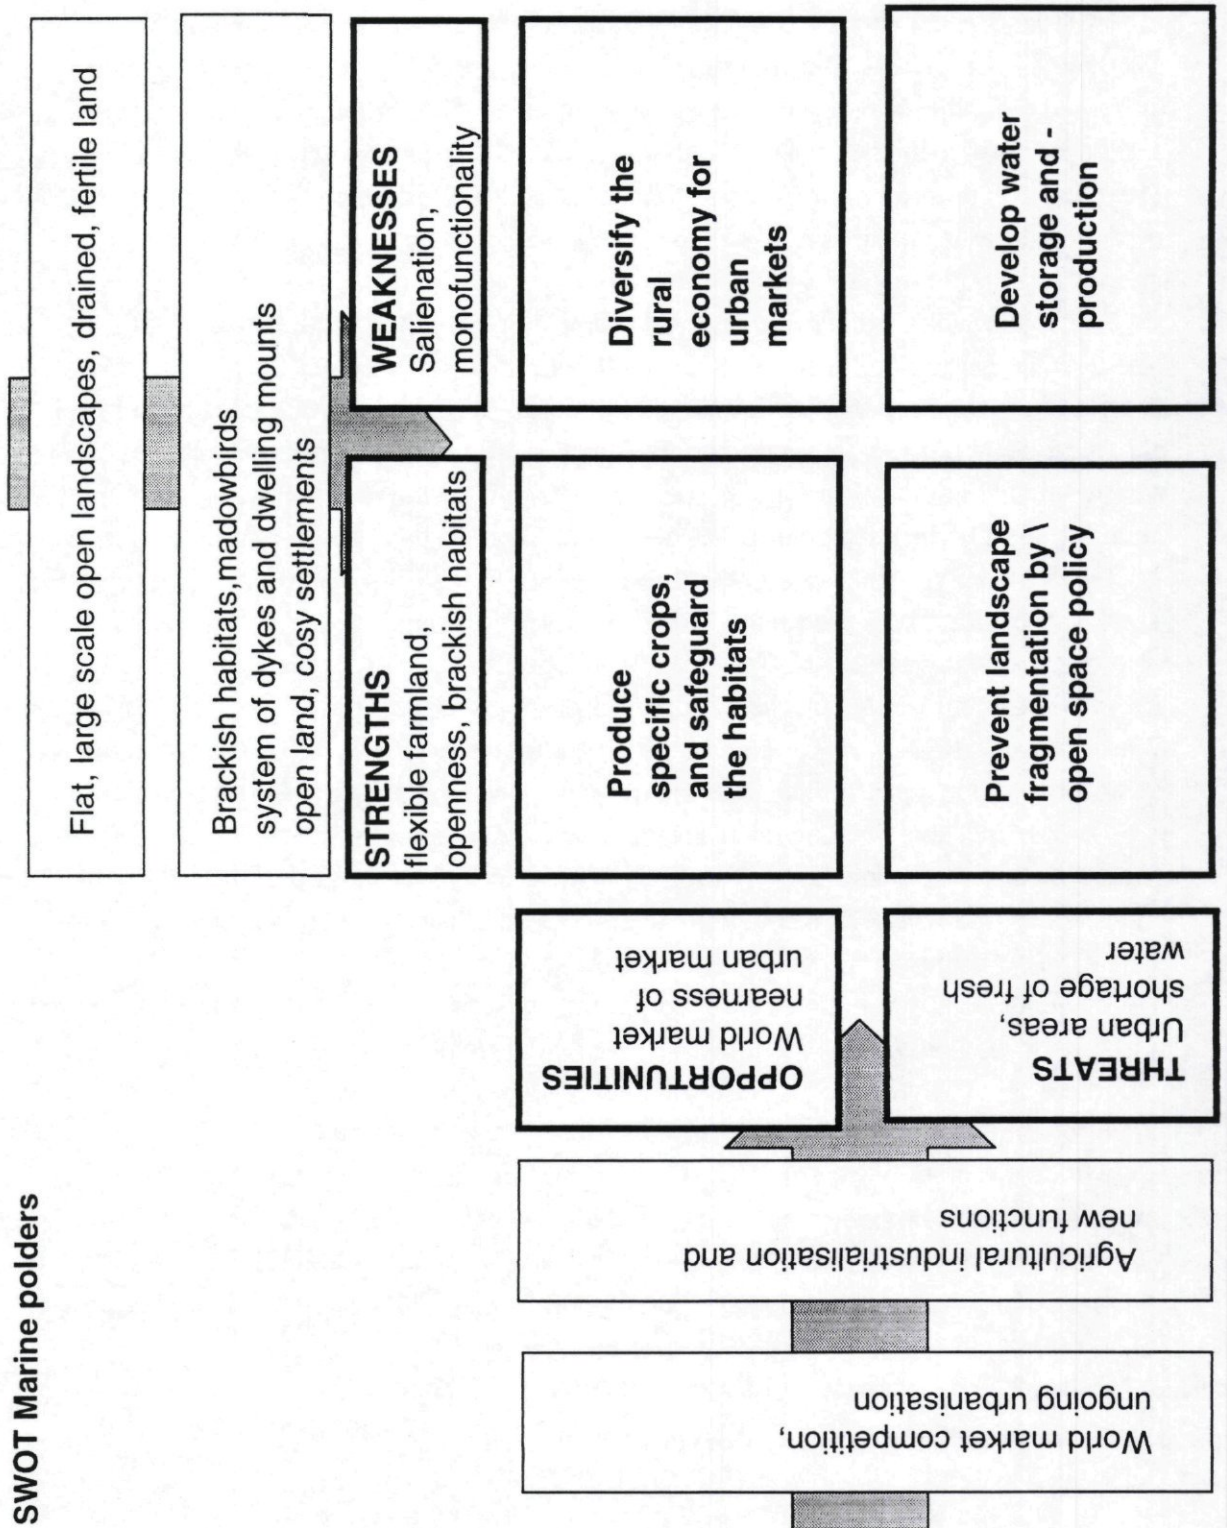 SWOT Marine polders
Flat, large scale open landscapes, drained, fertile land
Brackish habitats,madowbirds
system of dykes and dwelling mounts
open land, cosy settlements
STRENGTHS
flexible farmland,
openness, brackish habitats
WEAKNESSES
Salienation,
monofunctionality
World market competition,
ungoing urbanisation
Agricultural industrialisation and
new functions
OPPORTUNITIES
World market
nearness of
urban market
Produce
specific crops,
and safeguard
the habitats
Diversify the
rural
economy for
urban
markets
THREATS
Urban areas,
shortage of fresh
water
Prevent landscape
fragmentation by \
open space policy
Develop water
storage and -
production